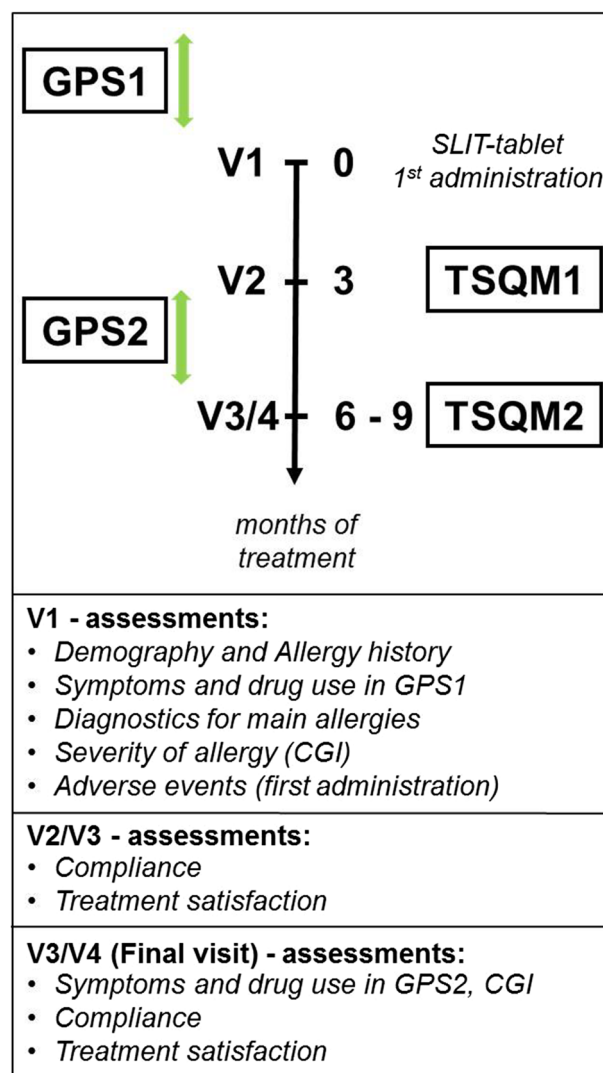 GPS1
SLIT-tablet
1st administration
V1 0
V2 3
TSQM1
GPS2
V3/4 6 - 9
TSQM2
months of
treatment
V1 - assessments:
• Demography and Allergy history
• Symptoms and drug use in GPS1
• Diagnostics for main allergies
• Severity of allergy (CGI)
• Adverse events (first administration)
V2/V3 - assessments:
• Compliance
• Treatment satisfaction
V3/V4 (Final visit) - assessments:
• Symptoms and drug use in GPS2, CGI
• Compliance
• Treatment satisfaction